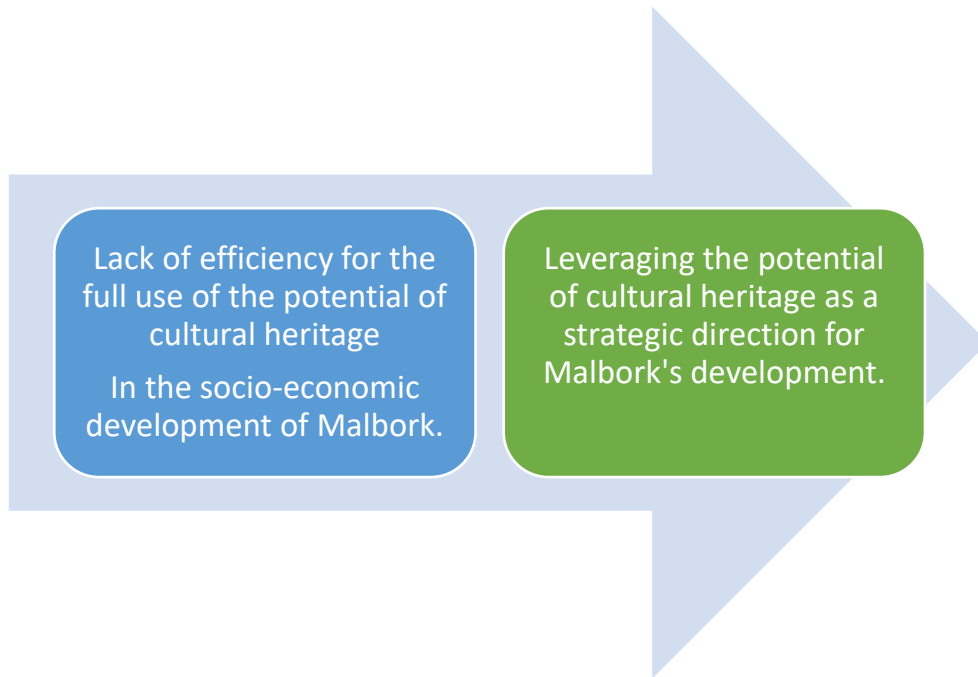 Lack of efficiency for the
full use of the potential of
cultural heritage
In the socio-economic
development of Malbork.
Leveraging the potential
of cultural heritage as a
strategic direction for
Malbork's development.